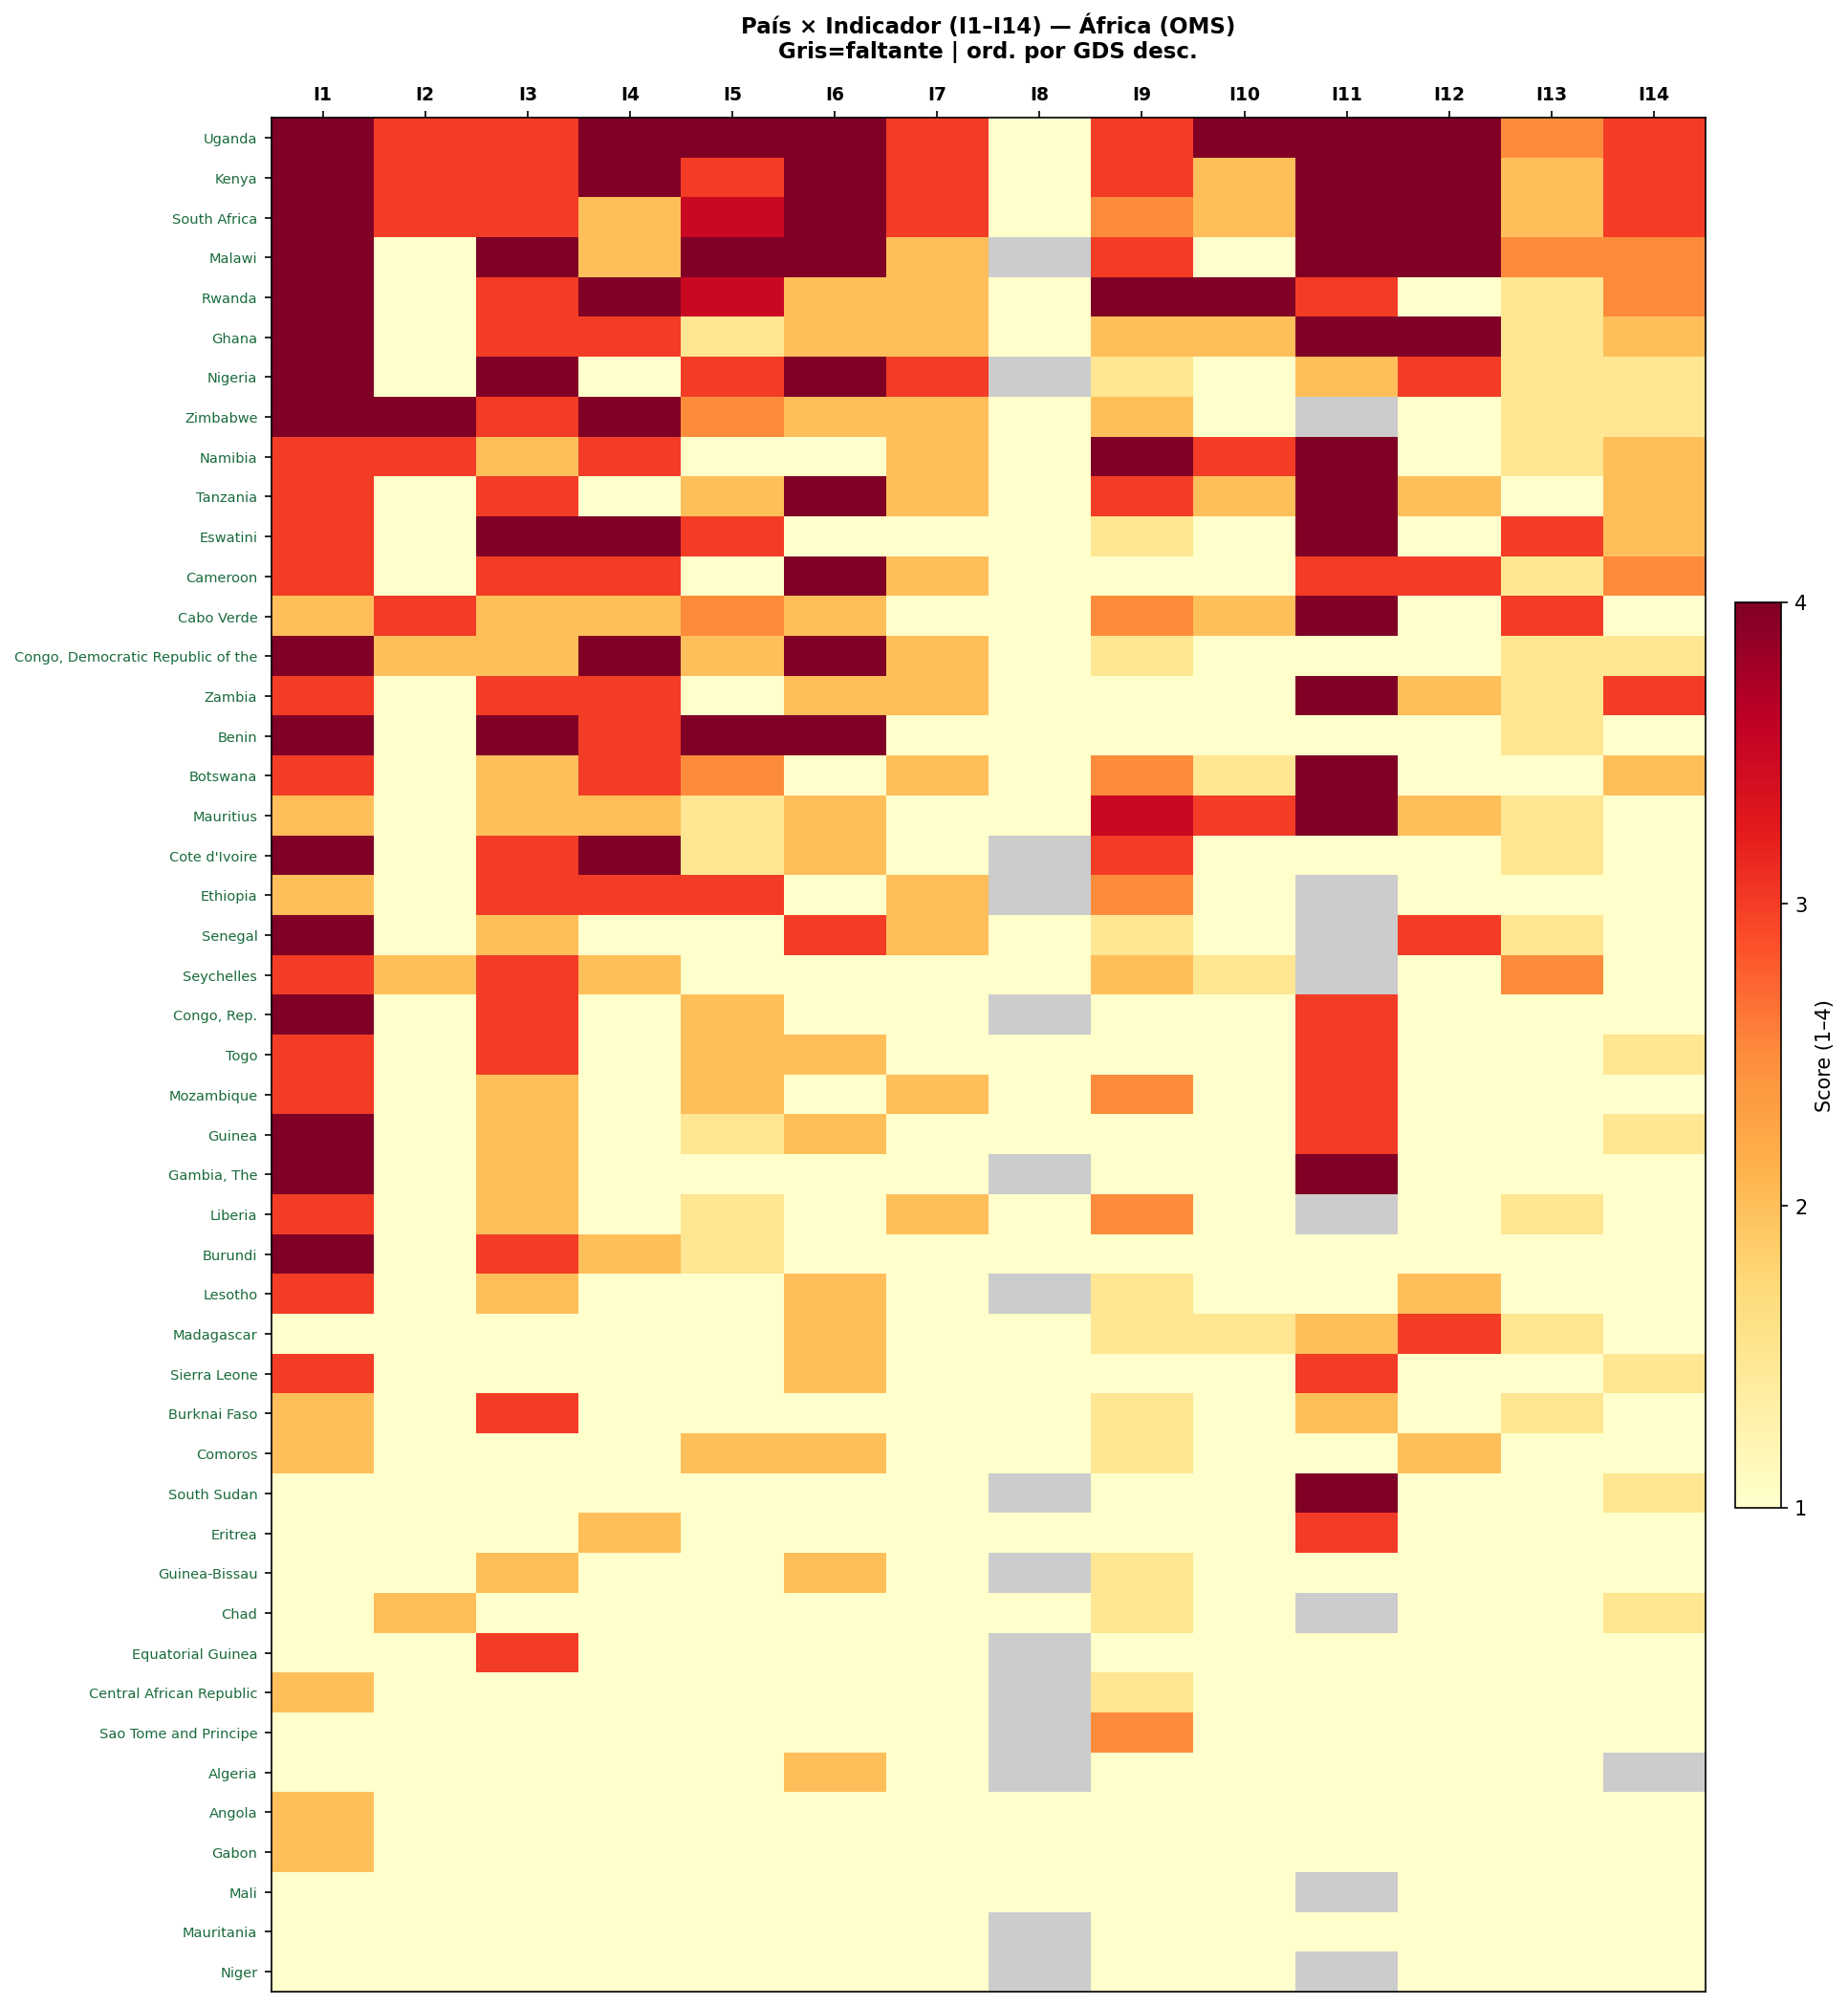 País × Indicador (I1–I14) — África (OMS)
Gris=faltante | ord. por GDS desc.
I1 I2 I3 I4 I5 I6 I7 I8 I9 I10 I11 I12 I13 I14
Uganda
Kenya
South Africa
Malawi
Rwanda
Ghana
Nigeria
Zimbabwe
Namibia
Tanzania
Eswatini
Cameroon
Cabo Verde
Congo, Democratic Republic of the
Zambia
Benin
Botswana
Mauritius
Cote d'Ivoire
Ethiopia
Senegal
Seychelles
Congo, Rep.
Togo
Mozambique
Guinea
Gambia, The
Liberia
Burundi
Lesotho
Madagascar
Sierra Leone
Burknai Faso
Comoros
South Sudan
Eritrea
Guinea-Bissau
Chad
Equatorial Guinea
Central African Republic
Sao Tome and Principe
Algeria
Angola
Gabon
Mali
Mauritania
Niger
4
3
2
1
Score (1–4)